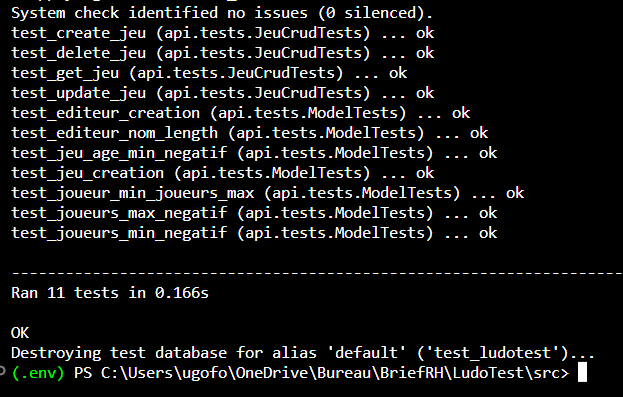 System check identified no issues (0 silenced).
test_create_jeu (api.tests.JeuCrudTests) ... ok
test_delete_jeu (api.tests.JeuCrudTests) ... ok
test_get_jeu (api.tests.JeuCrudTests) ... ok
test_update_jeu (api.tests.JeuCrudTests) ... ok
test_editeur_creation (api.tests.ModelTests) ... ok
test_editeur_nom_length (api.tests.ModelTests) ... ok
test_jeu_age_min_negatif (api.tests.ModelTests) ... ok
test_jeu_creation (api.tests.ModelTests) ... ok
test_joueur_min_joueurs_max (api.tests.ModelTests) ... ok
test_joueurs_max_negatif (api.tests.ModelTests) ... ok
test_joueurs_min_negatif (api.tests.ModelTests) ... ok
----------------------------------------------------------------------
Ran 11 tests in 0.166s
OK
Destroying test database for alias 'default' ('test_ludotest')...
(.env) PS C:\Users\ugofo\OneDrive\Bureau\BriefRH\LudoTest\src>